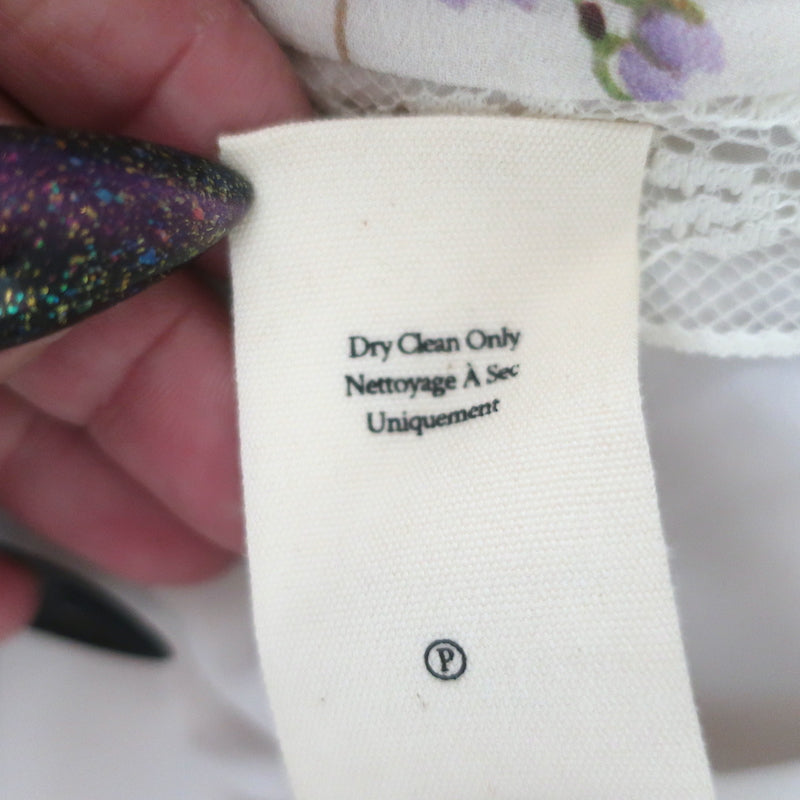 Dry Clean Only
Nettoyage À Sec
Uniquement
P